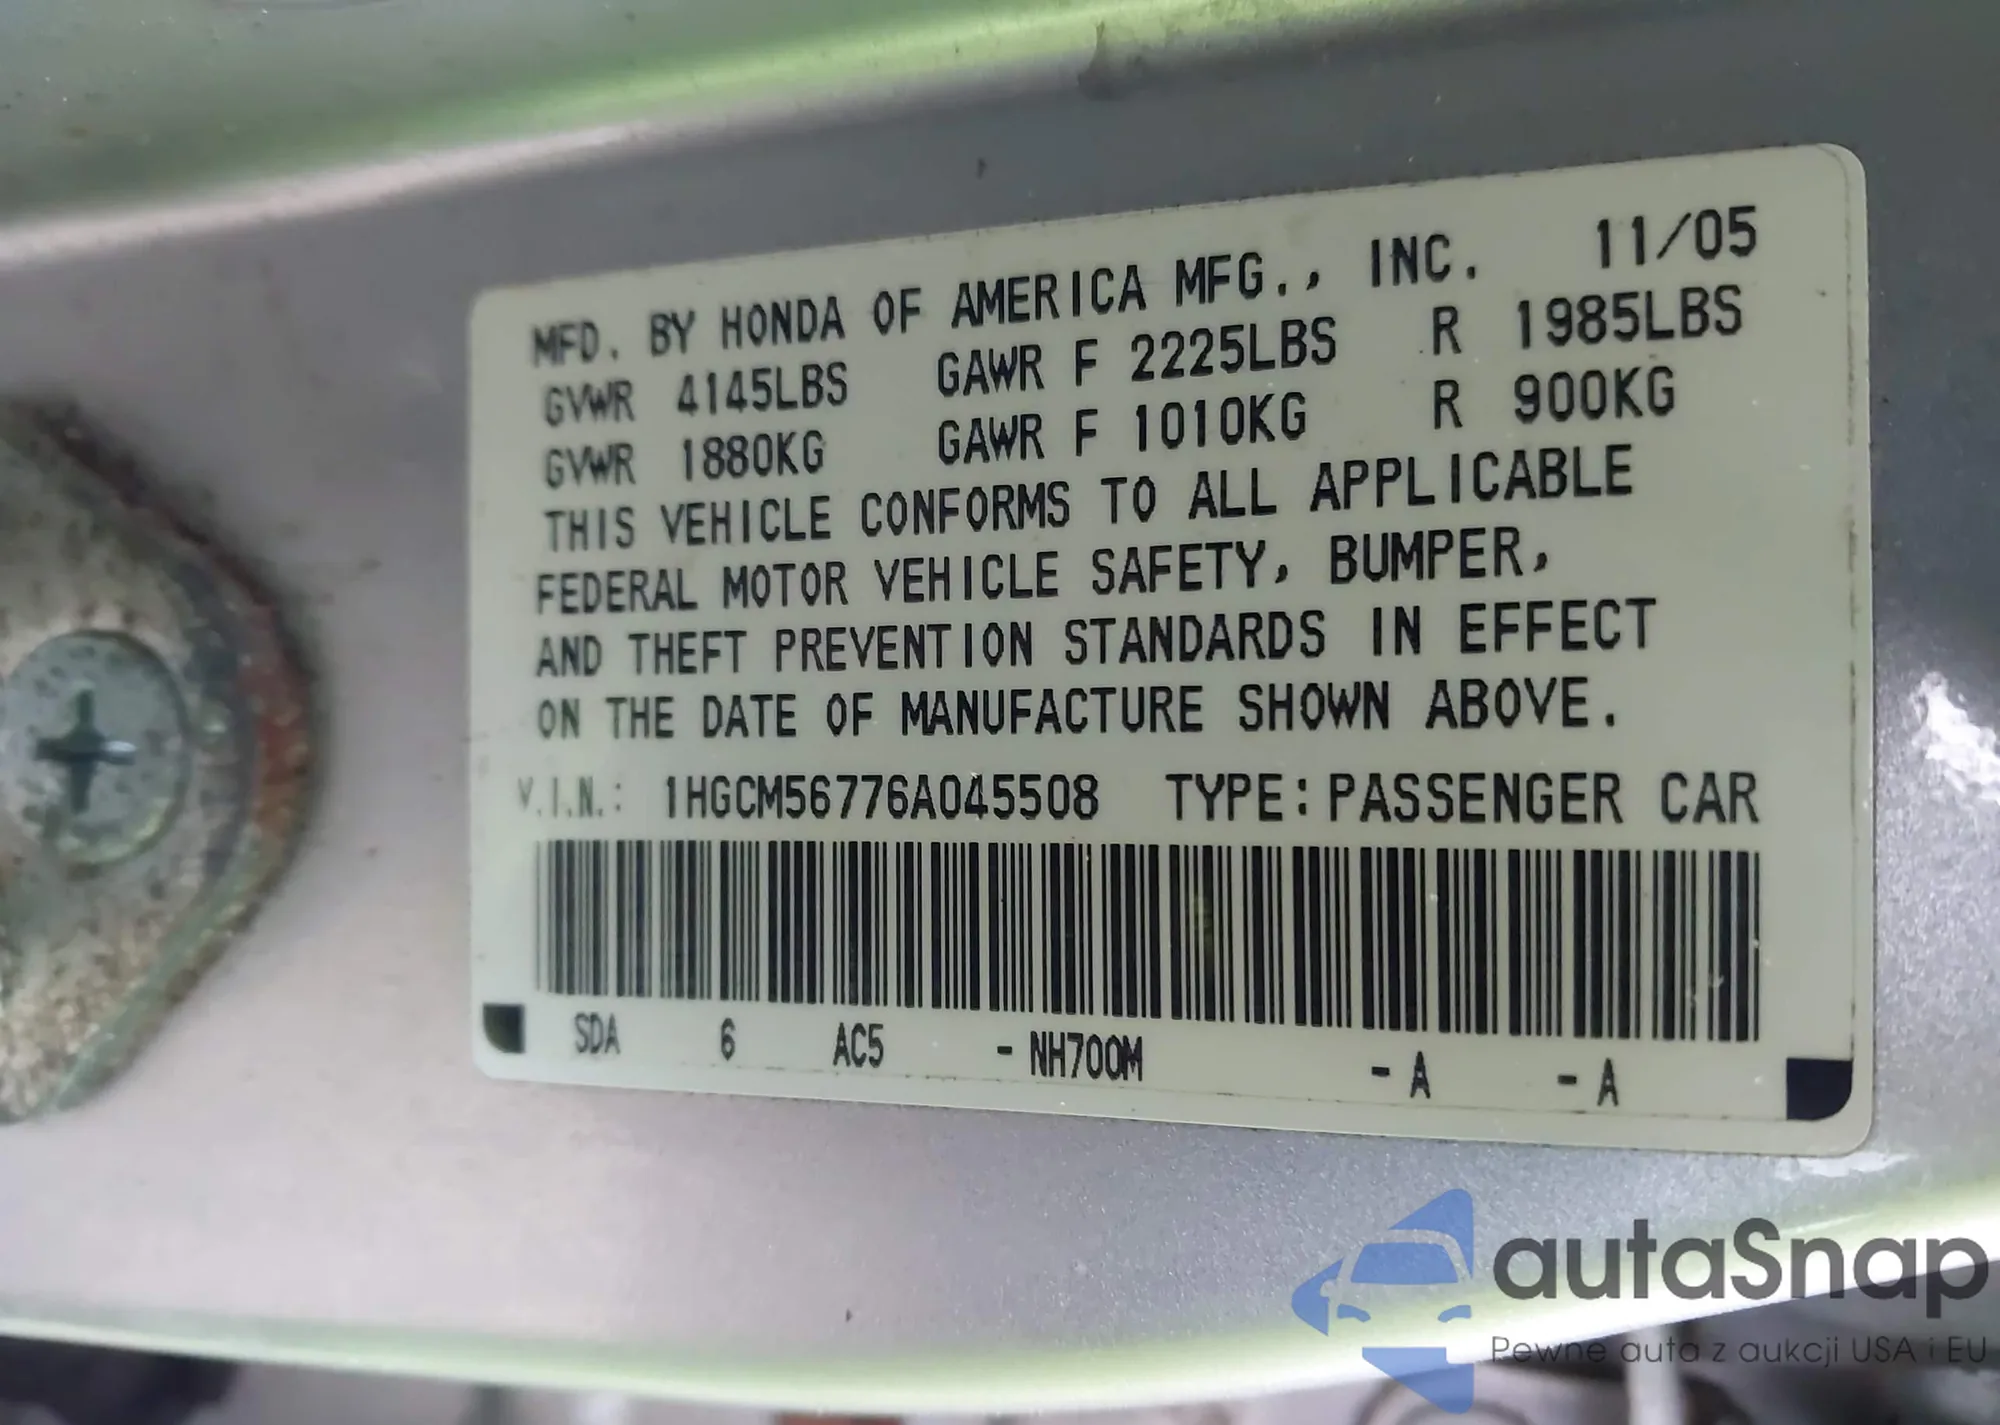 MFD. BY HONDA OF AMERICA MFG., INC. 11/05
GVWR 4145LBS GAWR F 2225LBS R 1985LBS
GVWR 1880KG GAWR F 1010KG R 900KG
THIS VEHICLE CONFORMS TO ALL APPLICABLE
FEDERAL MOTOR VEHICLE SAFETY, BUMPER,
AND THEFT PREVENTION STANDARDS IN EFFECT
ON THE DATE OF MANUFACTURE SHOWN ABOVE.
V.I.N.: 1HGCM56776A045508 TYPE:PASSENGER CAR
SDA 6 AC5 -NH700M -A -A
autaSnap
Pewne auta z aukcji USA i EU